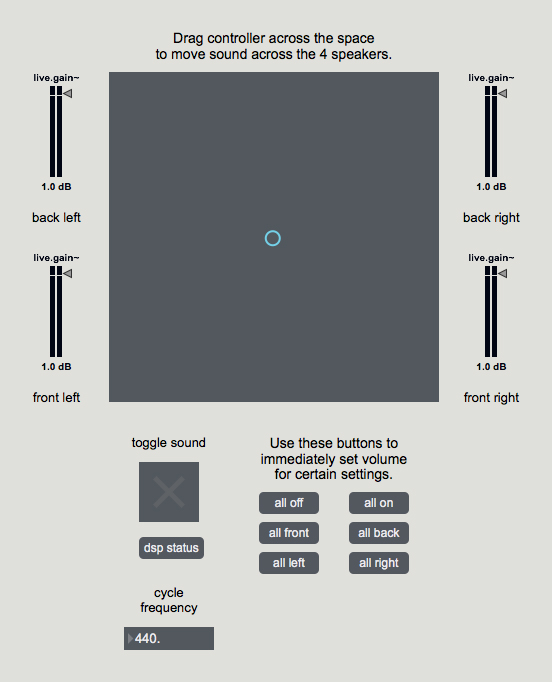 Drag controller across the space
to move sound across the 4 speakers.
live.gain~
live.gain~
1.0 dB
1.0 dB
back left
back right
live.gain~
live.gain~
1.0 dB
1.0 dB
front left
front right
toggle sound
dsp status
cycle
frequency
440.
Use these buttons to
immediately set volume
for certain settings.
all off
all on
all front
all back
all left
all right